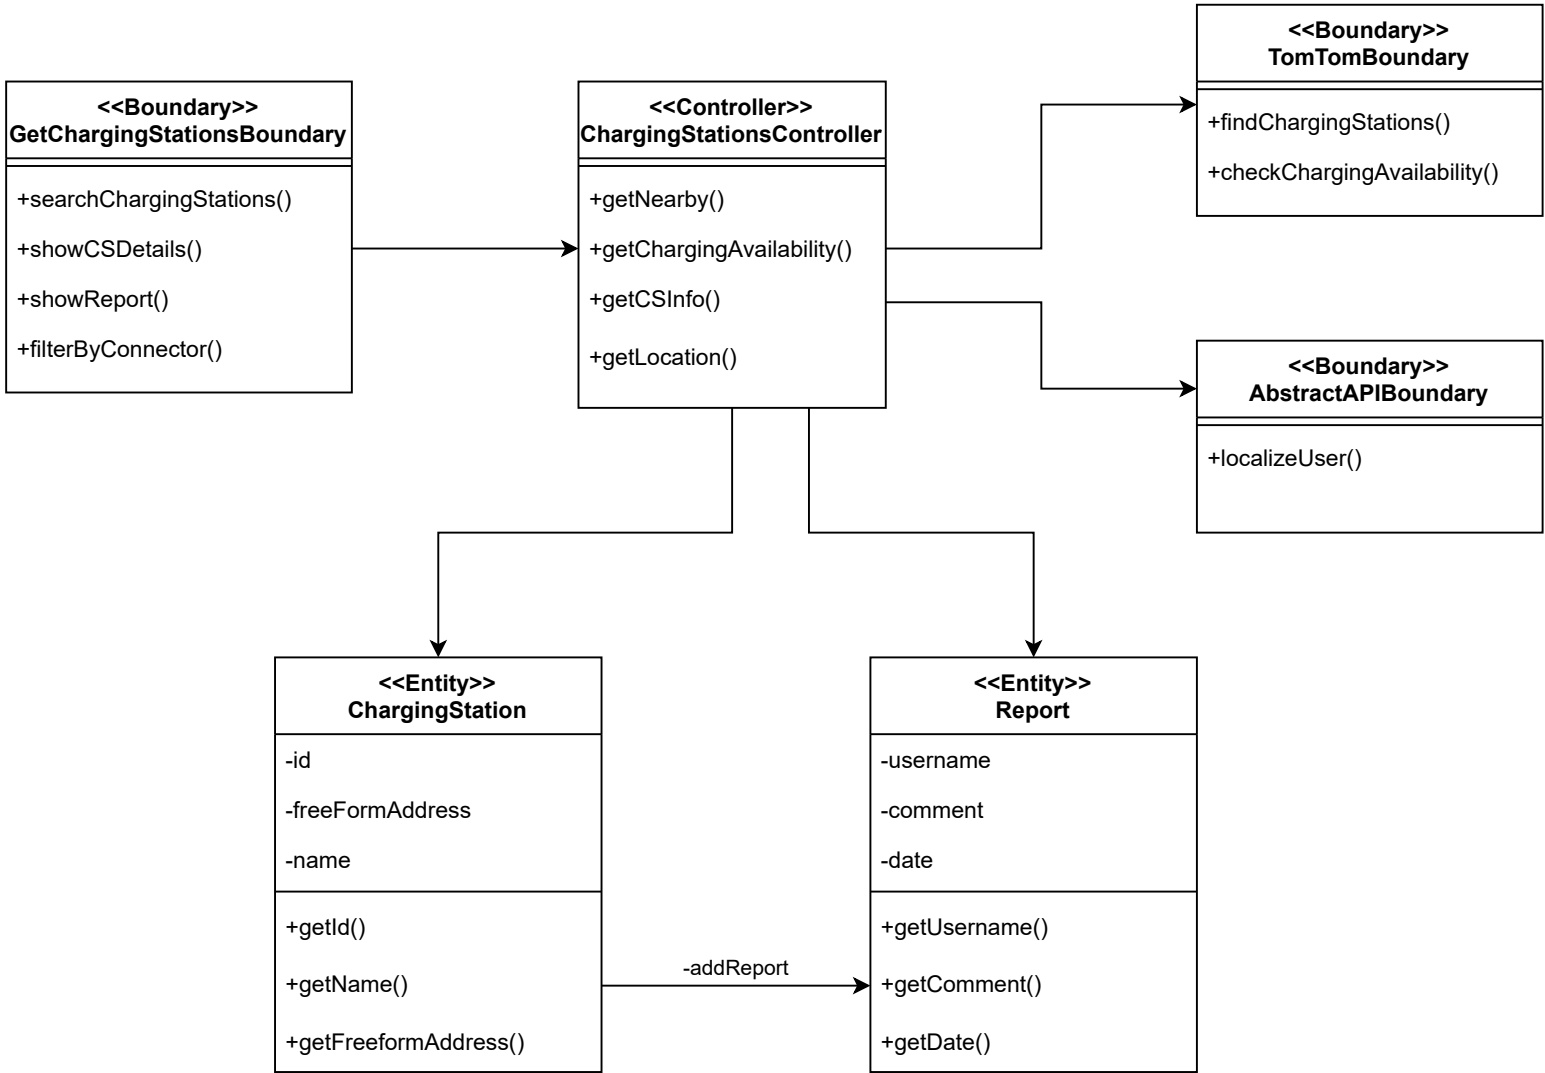 <<Boundary>>
GetChargingStationsBoundary
+searchChargingStations()
+showCSDetails()
+showReport()
+filterByConnector()
<<Controller>>
ChargingStationsController
+getNearby()
+getChargingAvailability()
+getCSInfo()
+getLocation()
<<Boundary>>
TomTomBoundary
+findChargingStations()
+checkChargingAvailability()
<<Boundary>>
AbstractAPIBoundary
+localizeUser()
<<Entity>>
ChargingStation
-id
-freeFormAddress
-name
+getId()
+getName()
+getFreeformAddress()
-addReport
<<Entity>>
Report
-username
-comment
-date
+getUsername()
+getComment()
+getDate()